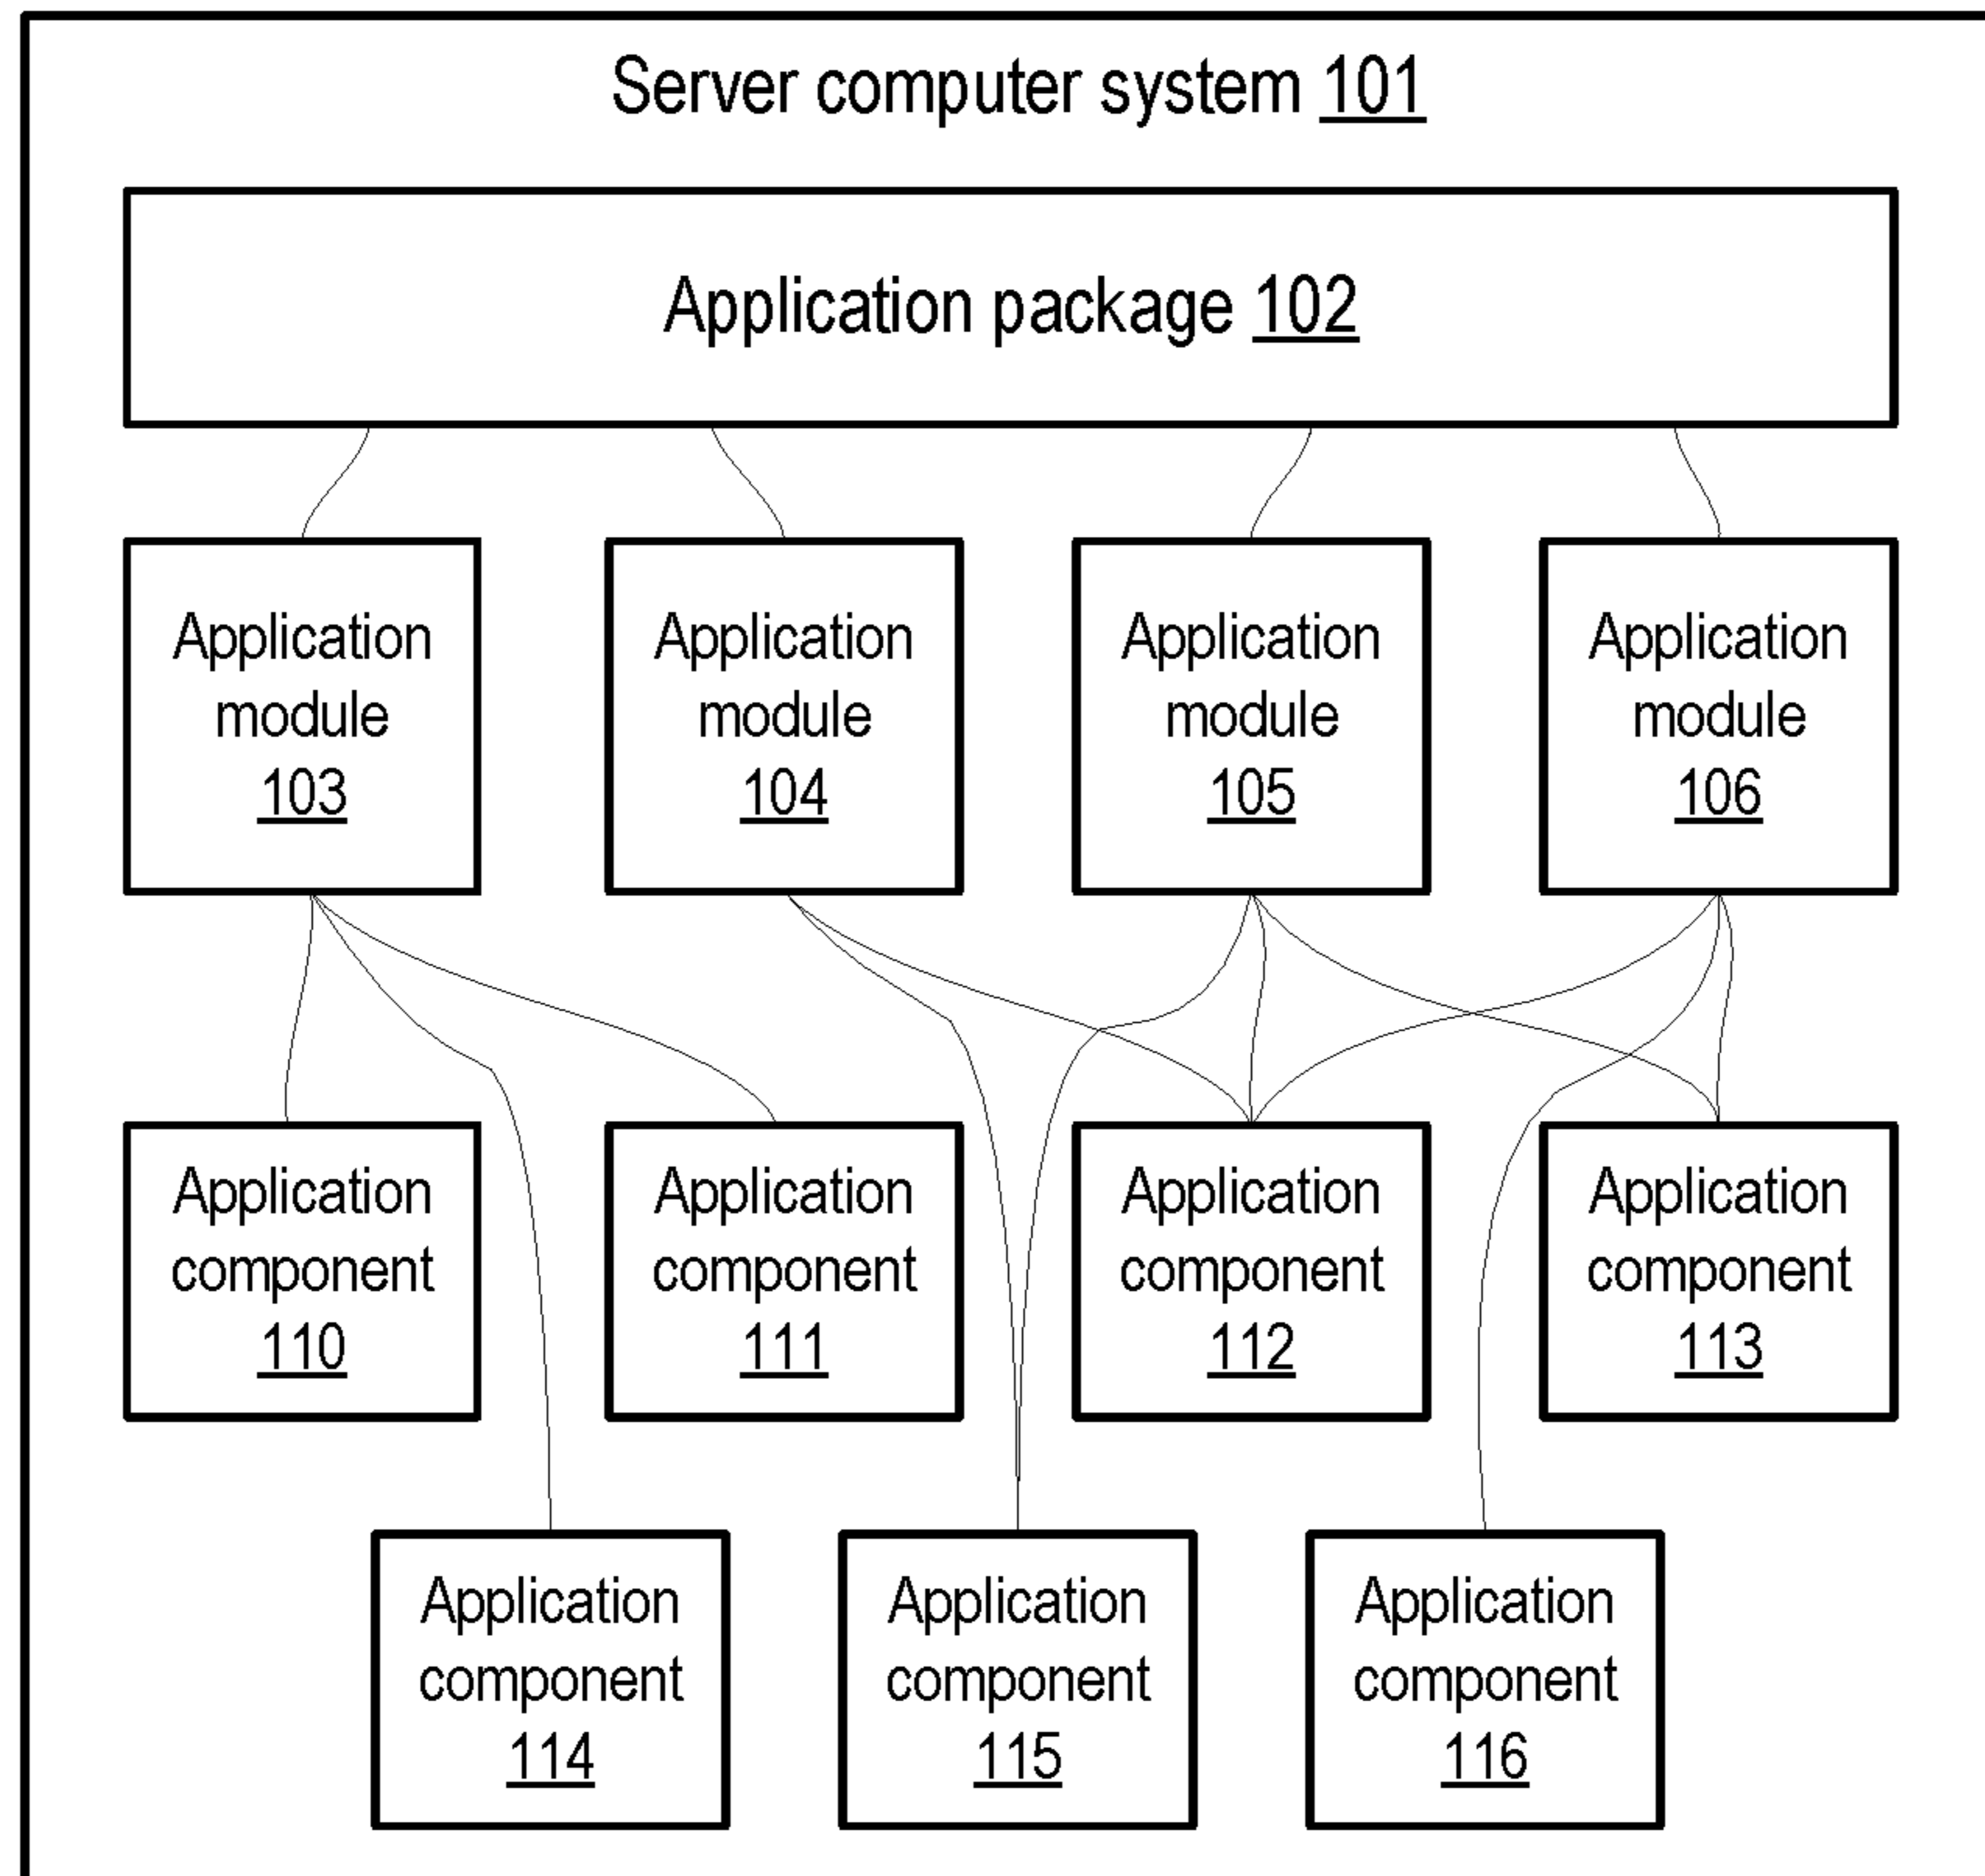 Server computer system 101
Application package 102
Application
module
103
Application
module
104
Application
module
105
Application
module
106
Application
component
110
Application
component
111
Application
component
112
Application
component
113
Application
component
114
Application
component
115
Application
component
116